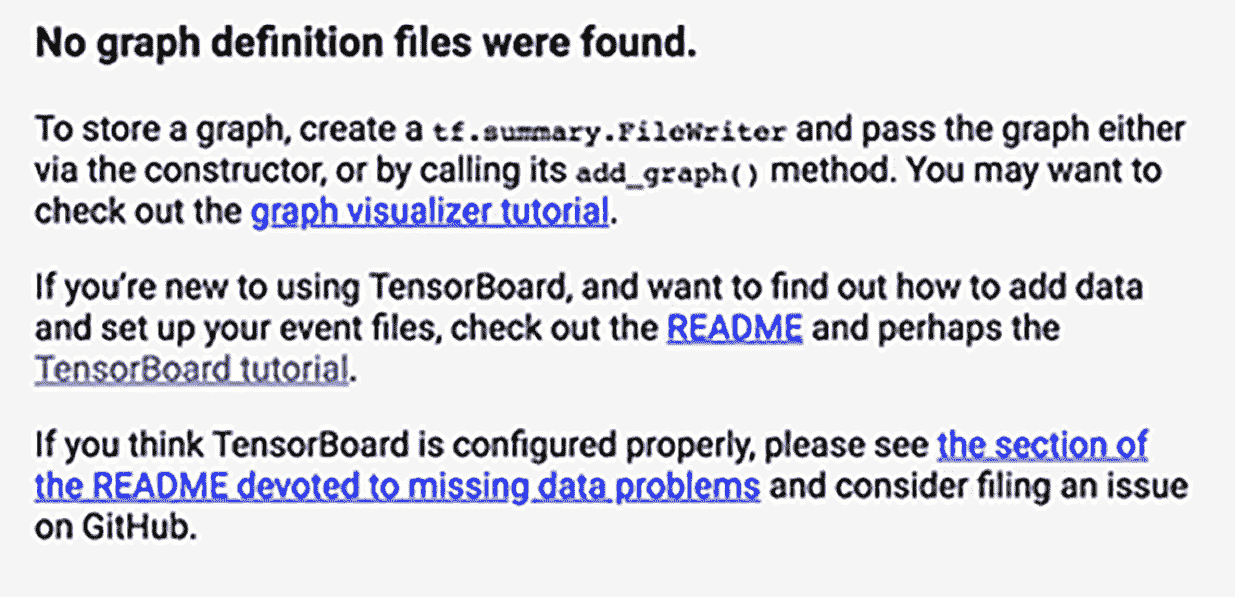 No graph definition files were found.
To store a graph, create a tf.summary.FileWriter and pass the graph either
via the constructor, or by calling its add_graph() method. You may want to
check out the graph visualizer tutorial.
If you’re new to using TensorBoard, and want to find out how to add data
and set up your event files, check out the README and perhaps the
TensorBoard tutorial.
If you think TensorBoard is configured properly, please see the section of
the README devoted to missing data problems and consider filing an issue
on GitHub.